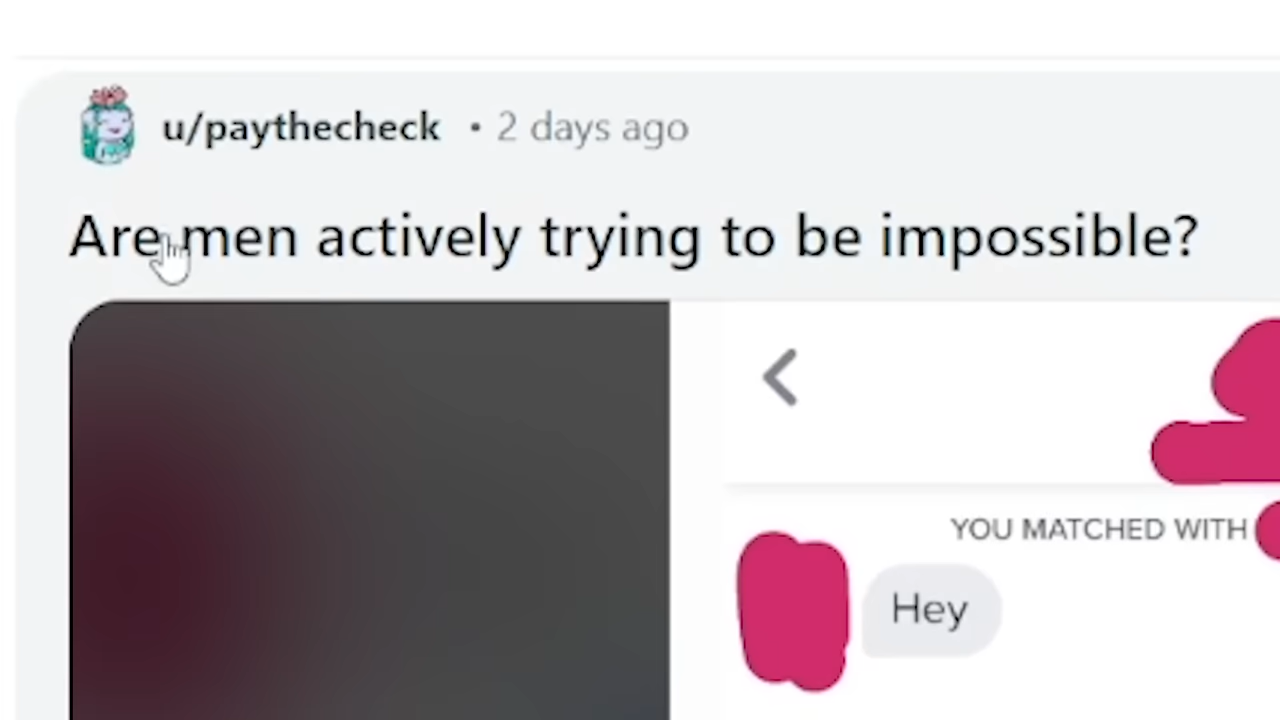 u/paythecheck • 2 days ago
Are men actively trying to be impossible?
YOU MATCHED WITH
Hey